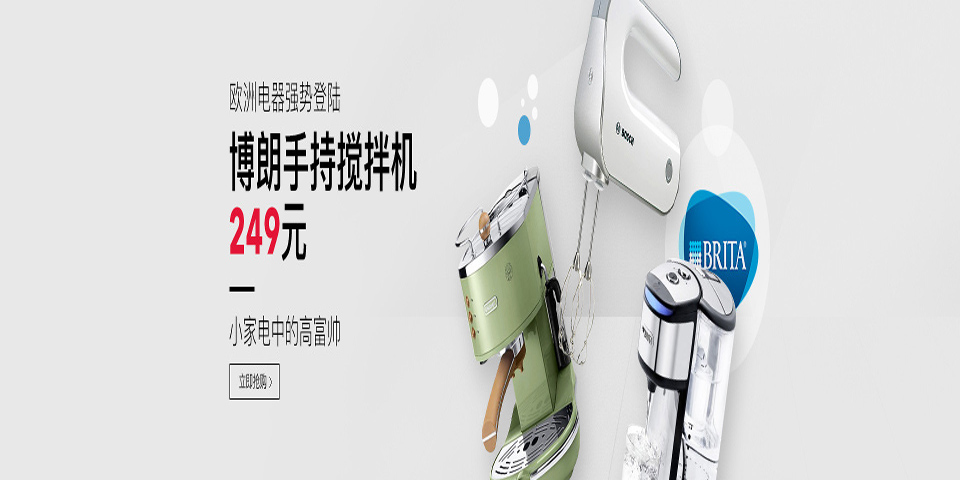 欧洲电器强势登陆
博朗手持搅拌机
249元
小家电中的高富帅
立即抢购 >
BOSCH
BRITA®